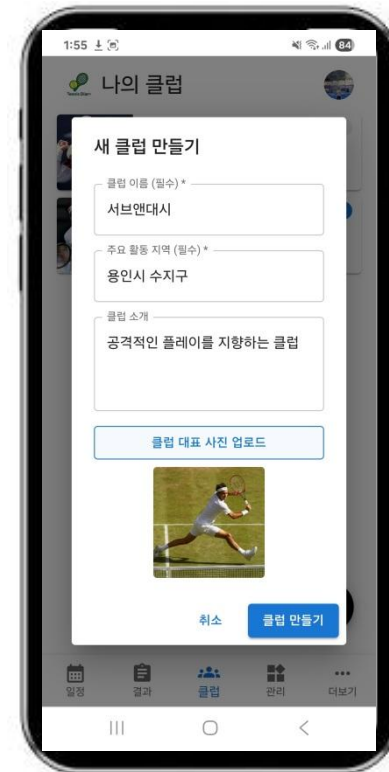 1:55
84
나의 클럽
새 클럽 만들기
클럽 이름 (필수) *
서브앤대시
주요 활동 지역 (필수) *
용인시 수지구
클럽 소개
공격적인 플레이를 지향하는 클럽
클럽 대표 사진 업로드
취소
클럽 만들기
일정
결과
클럽
관리
더보기